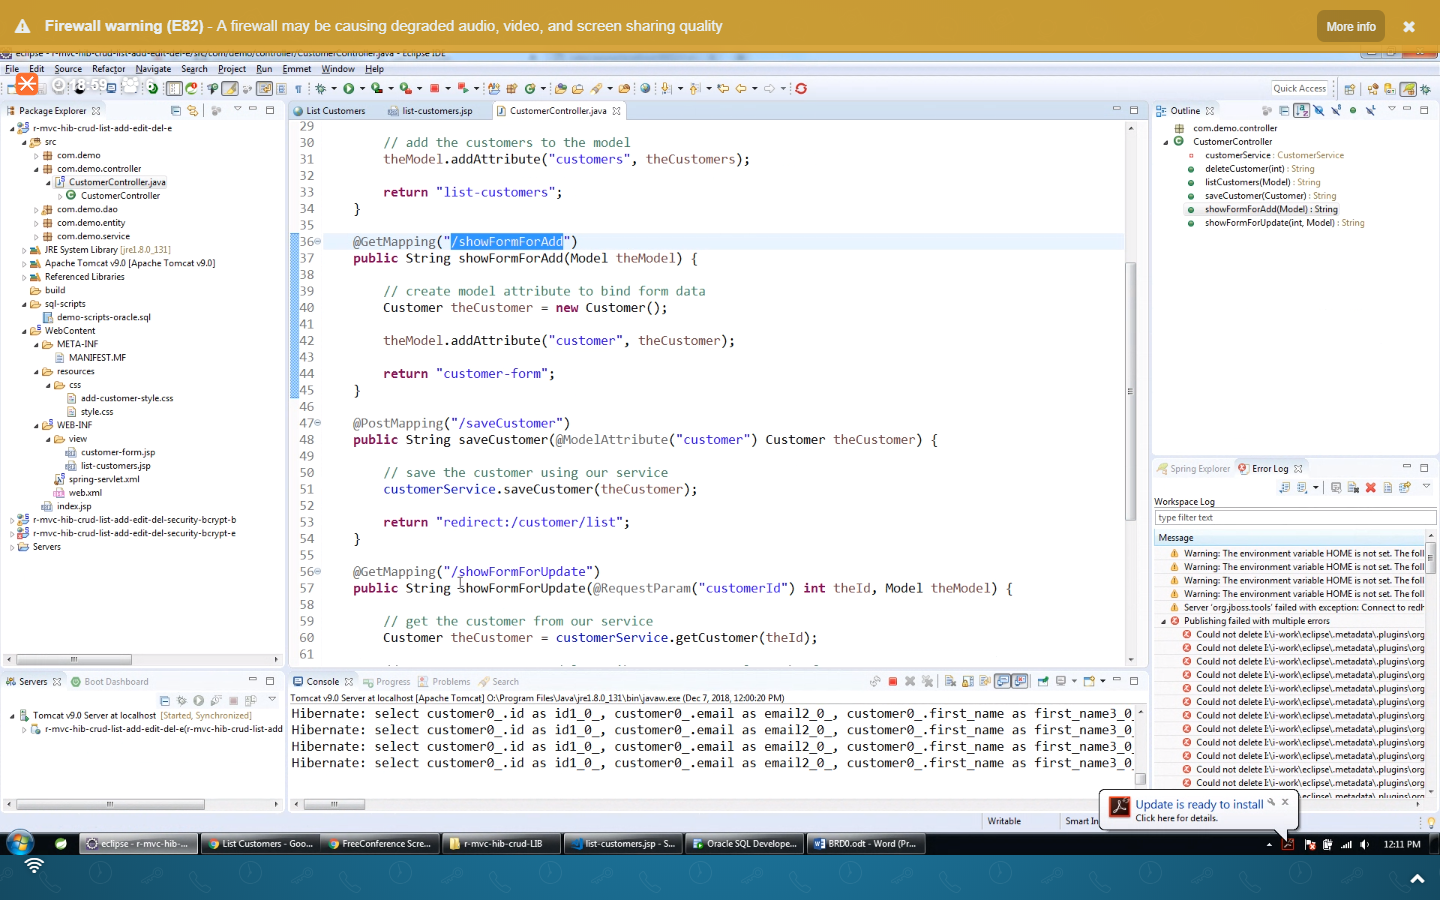 Firewall warning (E82) - A firewall may be causing degraded audio, video, and screen sharing quality
More info
eclipse - r-mvc-hib-crud-list-add-edit-del-e/src/com/demo/controller/CustomerController.java - Eclipse IDE
File Edit Source Refactor Navigate Search Project Run Emmet Window Help
18:59 6
Quick Access
Package Explorer
r-mvc-hib-crud-list-add-edit-del-e
src
com.demo
com.demo.controller
CustomerController.java
CustomerController
com.demo.dao
com.demo.entity
com.demo.service
JRE System Library [jre1.8.0_131]
Apache Tomcat v9.0 [Apache Tomcat v9.0]
Referenced Libraries
build
sql-scripts
demo-scripts-oracle.sql
WebContent
META-INF
MANIFEST.MF
resources
css
add-customer-style.css
style.css
WEB-INF
view
customer-form.jsp
list-customers.jsp
spring-servlet.xml
web.xml
index.jsp
r-mvc-hib-crud-list-add-edit-del-security-bcrypt-b
r-mvc-hib-crud-list-add-edit-del-security-bcrypt-e
Servers
List Customers list-customers.jsp CustomerController.java
29
30 // add the customers to the model
31 theModel.addAttribute("customers", theCustomers);
32
33 return "list-customers";
34 }
35
36 @GetMapping("/showFormForAdd")
37 public String showFormForAdd(Model theModel) {
38
39 // create model attribute to bind form data
40 Customer theCustomer = new Customer();
41
42 theModel.addAttribute("customer", theCustomer);
43
44 return "customer-form";
45 }
46
47 @PostMapping("/saveCustomer")
48 public String saveCustomer(@ModelAttribute("customer") Customer theCustomer) {
49
50 // save the customer using our service
51 customerService.saveCustomer(theCustomer);
52
53 return "redirect:/customer/list";
54 }
55
56 @GetMapping("/showFormForUpdate")
57 public String showFormForUpdate(@RequestParam("customerId") int theId, Model theModel) {
58
59 // get the customer from our service
60 Customer theCustomer = customerService.getCustomer(theId);
61
Outline
com.demo.controller
CustomerController
customerService : CustomerService
deleteCustomer(int) : String
listCustomers(Model) : String
saveCustomer(Customer) : String
showFormForAdd(Model) : String
showFormForUpdate(int, Model) : String
Spring Explorer Error Log
Workspace Log
type filter text
Message
Warning: The environment variable HOME is not set. The foll
Warning: The environment variable HOME is not set. The foll
Warning: The environment variable HOME is not set. The foll
Warning: The environment variable HOME is not set. The foll
Server 'org.jboss.tools' failed with exception: Connect to redh
Publishing failed with multiple errors
Could not delete I:\i-work\eclipse\.metadata\.plugins\org
Could not delete I:\i-work\eclipse\.metadata\.plugins\org
Could not delete I:\i-work\eclipse\.metadata\.plugins\org
Could not delete I:\i-work\eclipse\.metadata\.plugins\org
Could not delete I:\i-work\eclipse\.metadata\.plugins\org
Could not delete I:\i-work\eclipse\.metadata\.plugins\org
Could not delete I:\i-work\eclipse\.metadata\.plugins\org
Could not delete I:\i-work\eclipse\.metadata\.plugins\org
Could not delete I:\i-work\eclipse\.metadata\.plugins\org
Could not delete I:\i-work\eclipse\.metadata\.plugins\org
Could not delete I:\i-work\eclipse\.metadata\.plugins\org
Could not delete I:\i-work\eclipse\.metadata\.plugins\org
Servers Boot Dashboard
Tomcat v9.0 Server at localhost [Started, Synchronized]
r-mvc-hib-crud-list-add-edit-del-e(r-mvc-hib-crud-list-add
Console Progress Problems Search
Tomcat v9.0 Server at localhost [Apache Tomcat] O:\Program Files\Java\jre1.8.0_131\bin\javaw.exe (Dec 7, 2018, 12:00:20 PM)
Hibernate: select customer0_.id as id1_0_, customer0_.email as email2_0_, customer0_.first_name as first_name3_0_
Hibernate: select customer0_.id as id1_0_, customer0_.email as email2_0_, customer0_.first_name as first_name3_0_
Hibernate: select customer0_.id as id1_0_, customer0_.email as email2_0_, customer0_.first_name as first_name3_0_
Hibernate: select customer0_.id as id1_0_, customer0_.email as email2_0_, customer0_.first_name as first_name3_0_
Update is ready to install
Click here for details.
Writable Smart In
eclipse - r-mvc-hib-... List Customers - Goo... FreeConference Scre... r-mvc-hib-crud-LIB list-customers.jsp - S... Oracle SQL Develope... BRD0.odt - Word (Pr... 12:11 PM